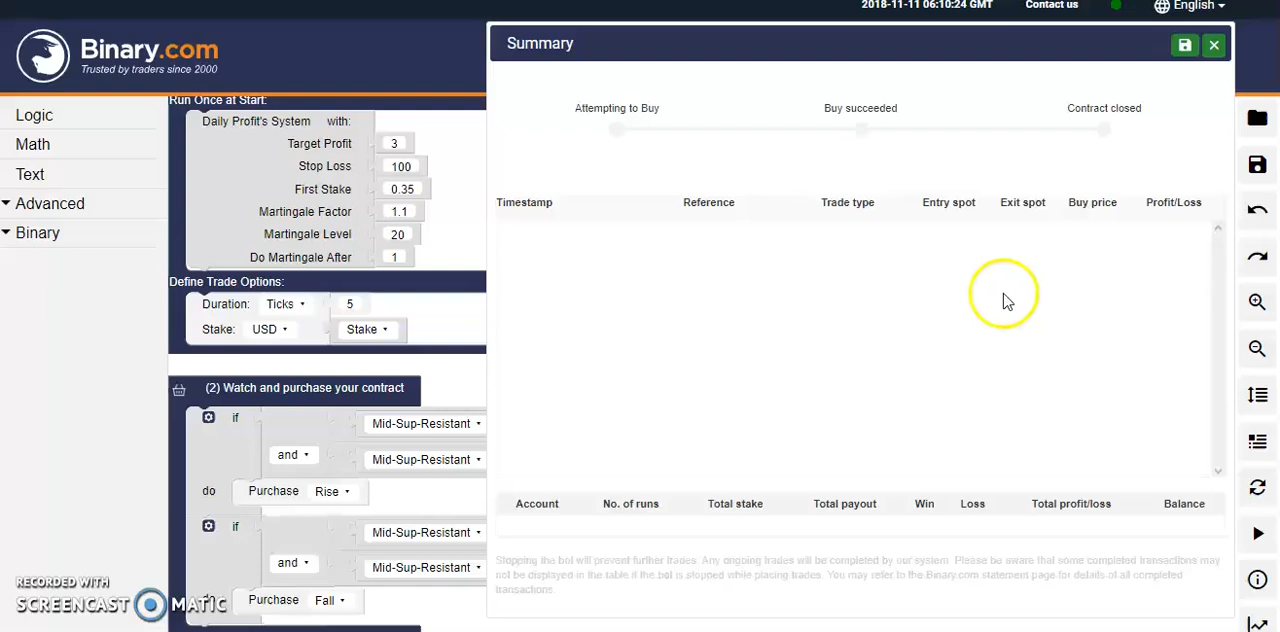 2018-11-11 06:10:24 GMT
Contact us
English
Binary.com
Trusted by traders since 2000
Summary
Logic
Math
Text
Advanced
Binary
Run Once at Start:
Daily Profit's System with:
Target Profit 3
Stop Loss 100
First Stake 0.35
Martingale Factor 1.1
Martingale Level 20
Do Martingale After 1
Define Trade Options:
Duration: Ticks 5
Stake: USD Stake
(2) Watch and purchase your contract
if Mid-Sup-Resistant
and Mid-Sup-Resistant
do Purchase Rise
if Mid-Sup-Resistant
and Mid-Sup-Resistant
do Purchase Fall
Attempting to Buy Buy succeeded Contract closed
Timestamp Reference Trade type Entry spot Exit spot Buy price Profit/Loss
Account No. of runs Total stake Total payout Win Loss Total profit/loss Balance
Stopping the bot will prevent further trades. Any ongoing trades will be completed by our system. Please be aware that some completed transactions may
not be displayed in the table if the bot is stopped while placing trades. You may refer to the Binary.com statement page for details of all completed
transactions.
RECORDED WITH
SCREENCAST MATIC